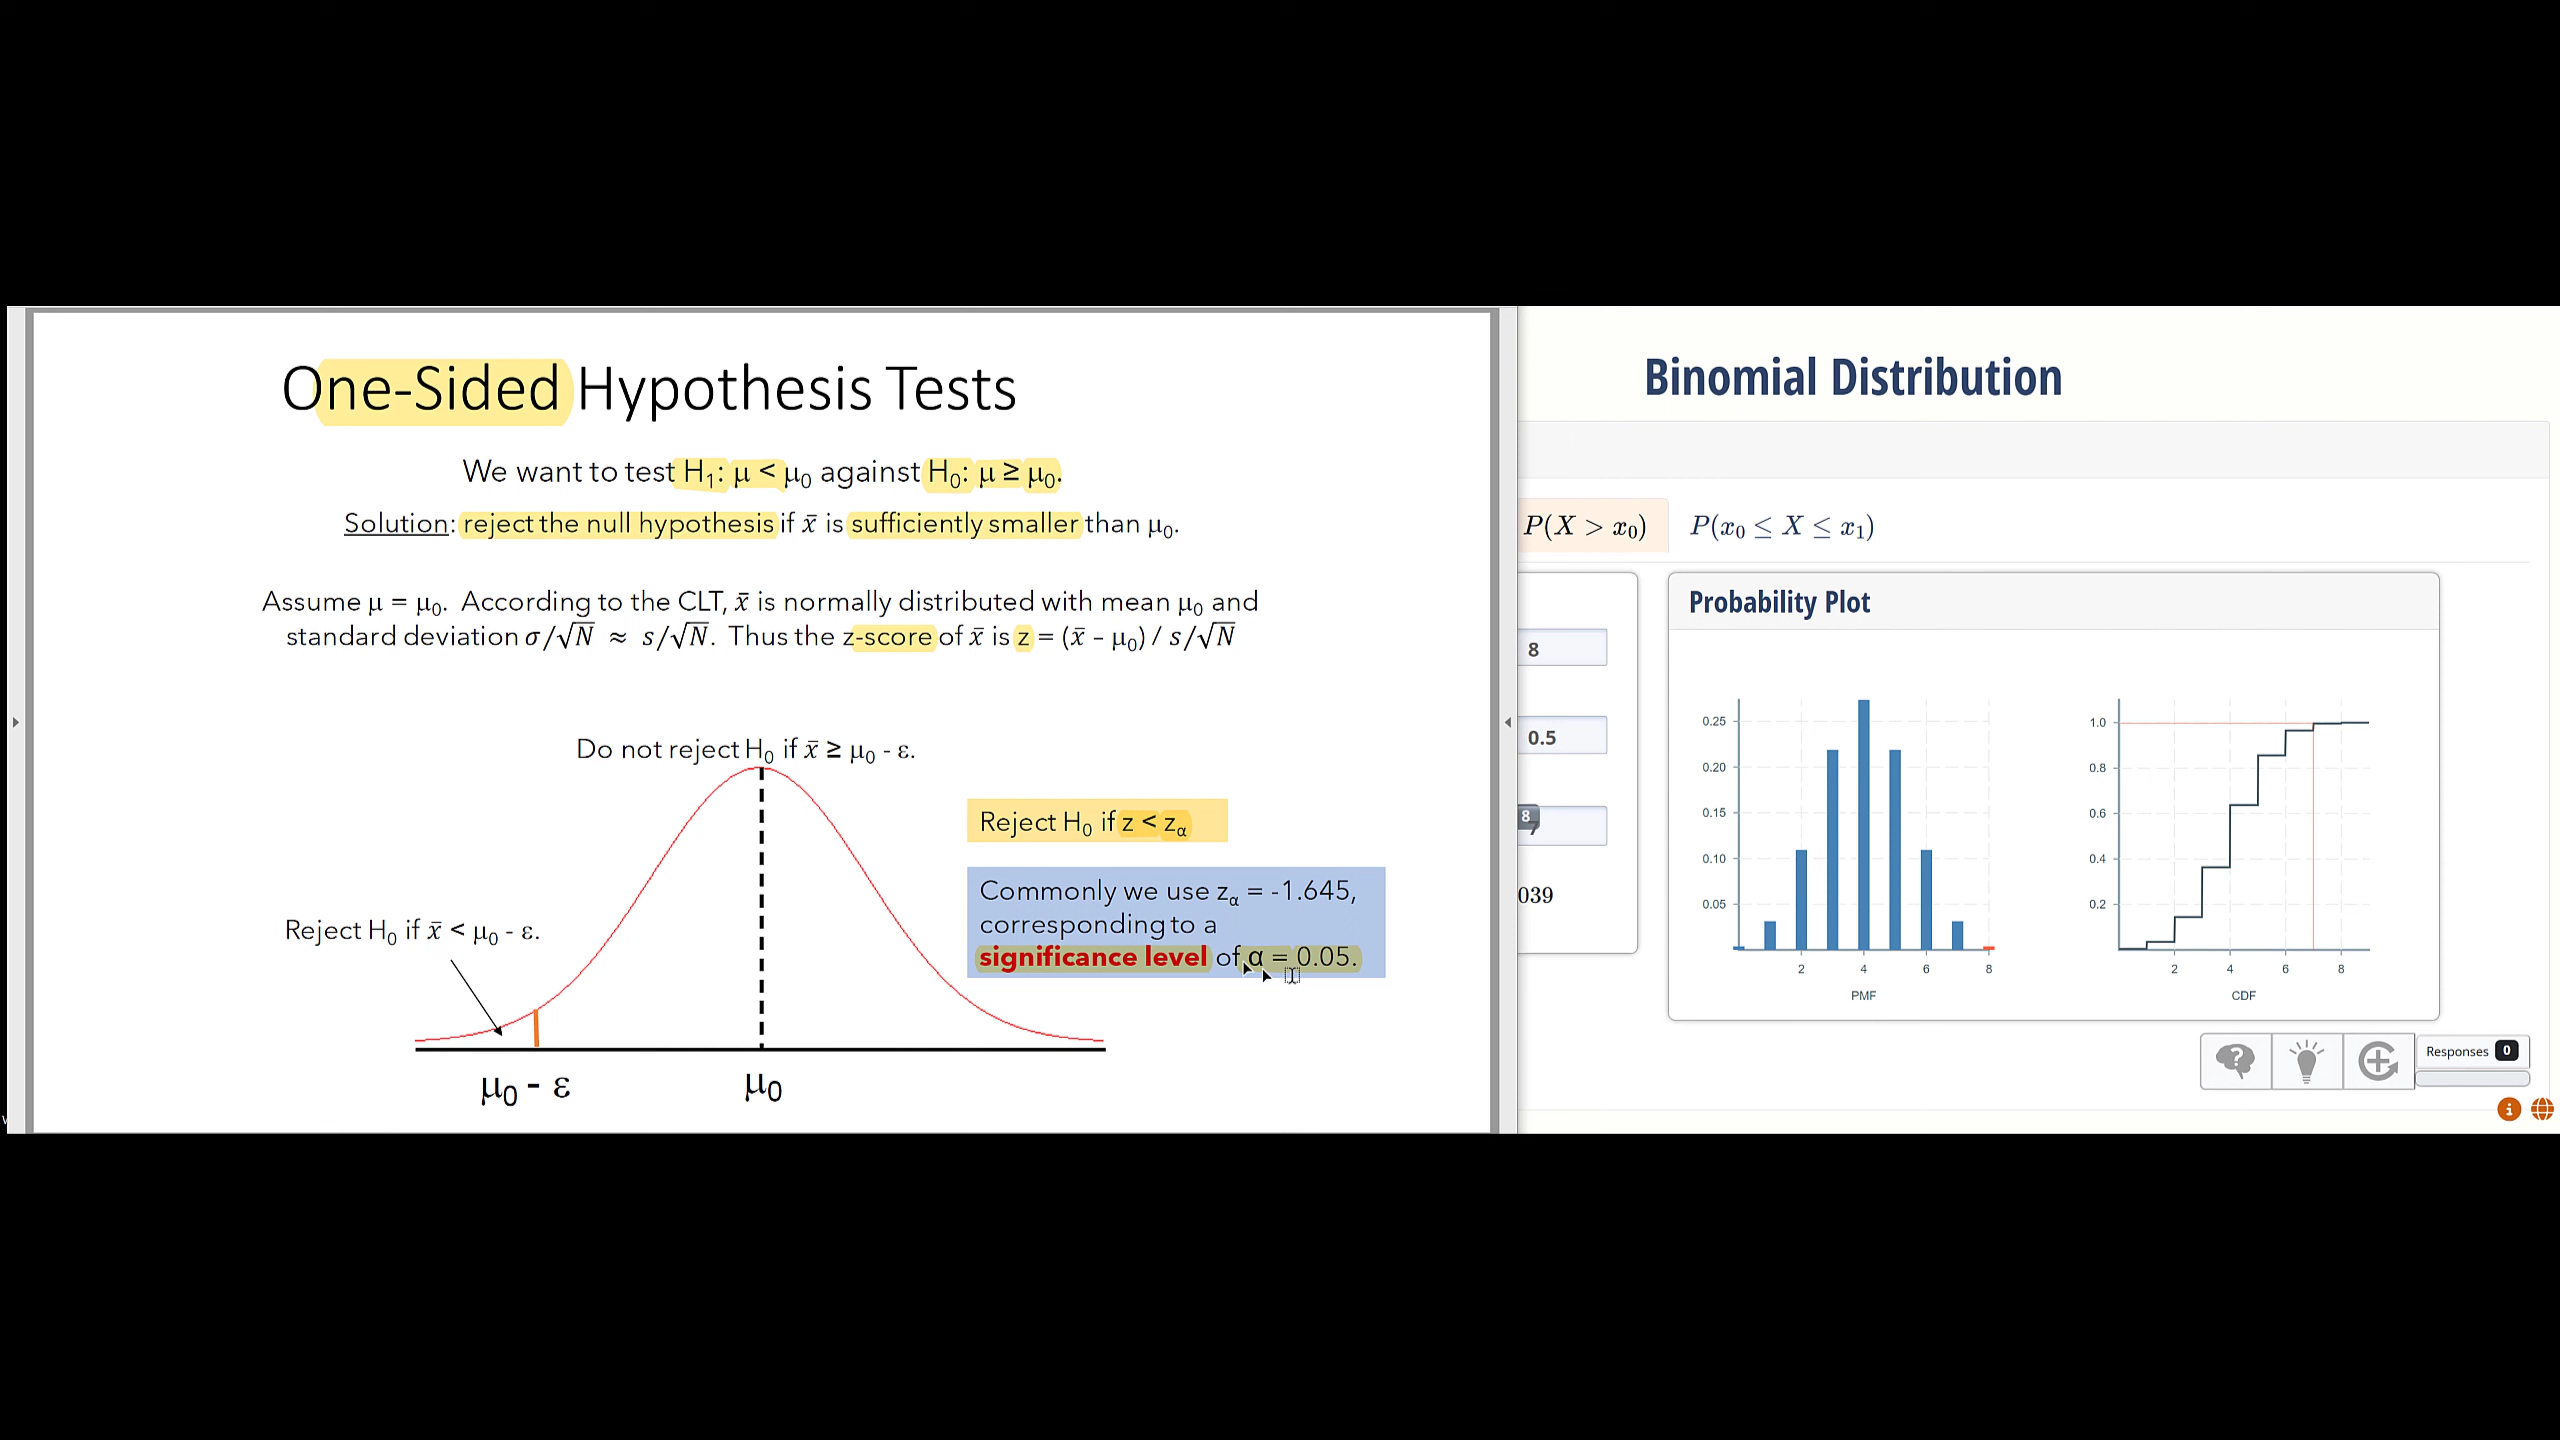 One-Sided Hypothesis Tests
We want to test H₁: μ < μ₀ against H₀: μ ≥ μ₀.
Solution: reject the null hypothesis if x̄ is sufficiently smaller than μ₀.
Assume μ = μ₀. According to the CLT, x̄ is normally distributed with mean μ₀ and
standard deviation σ/√N ≈ s/√N. Thus the z-score of x̄ is z = (x̄ - μ₀) / s/√N
Do not reject H₀ if x̄ ≥ μ₀ - ε.
Reject H₀ if z < zα
Commonly we use zα = -1.645,
corresponding to a
significance level of α = 0.05.
Reject H₀ if x̄ < μ₀ - ε.
μ₀ - ε
μ₀
Binomial Distribution
P(X > x₀)
P(x₀ ≤ X ≤ x₁)
8
0.5
8
7
039
Probability Plot
0.25
0.20
0.15
0.10
0.05
2 4 6 8
PMF
1.0
0.8
0.6
0.4
0.2
2 4 6 8
CDF
Responses 0